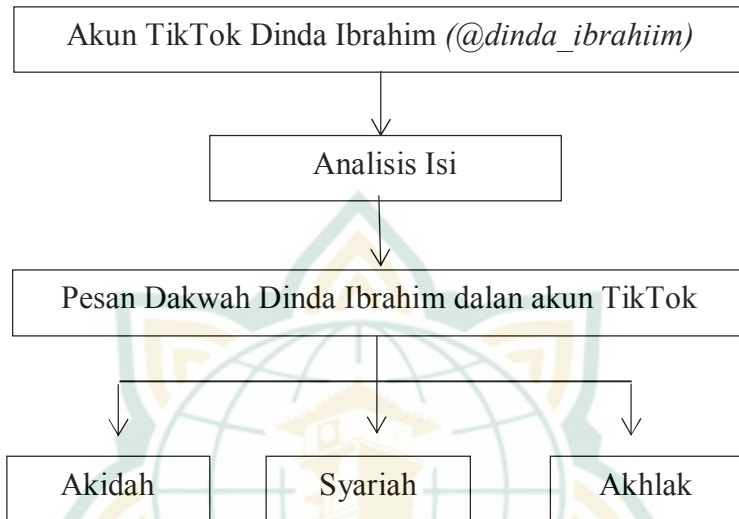 Akun TikTok Dinda Ibrahim (@dinda_ibrahiim)
Analisis Isi
Pesan Dakwah Dinda Ibrahim dalan akun TikTok
Akidah
Syariah
Akhlak